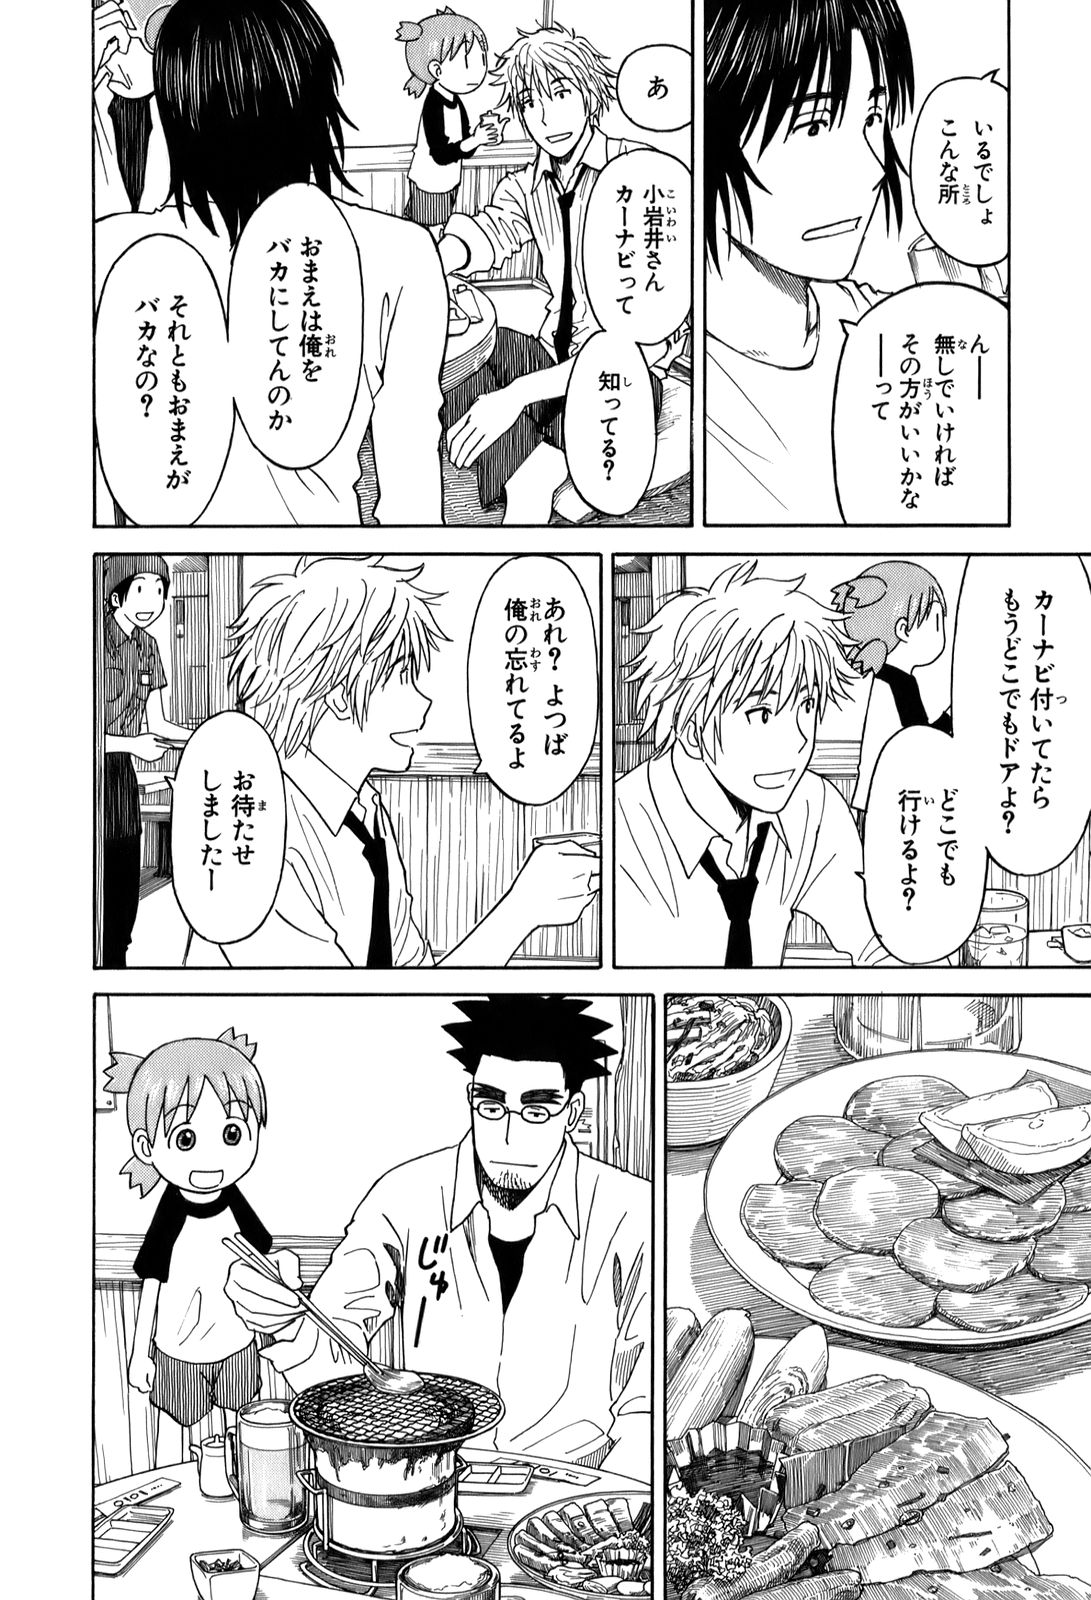 いるでしょ
こんな所
んー
無しでいければ
その方がいいかな
ーって
あ
小岩井さん
カーナビって
知ってる？
おまえは俺を
バカにしてんのか
それともおまえが
バカなの？
カーナビ付いてたら
もうどこでもドアよ？
どこでも
行けるよ？
あれ？よつば
俺の忘れてるよ
お待たせ
しましたー
じゅー